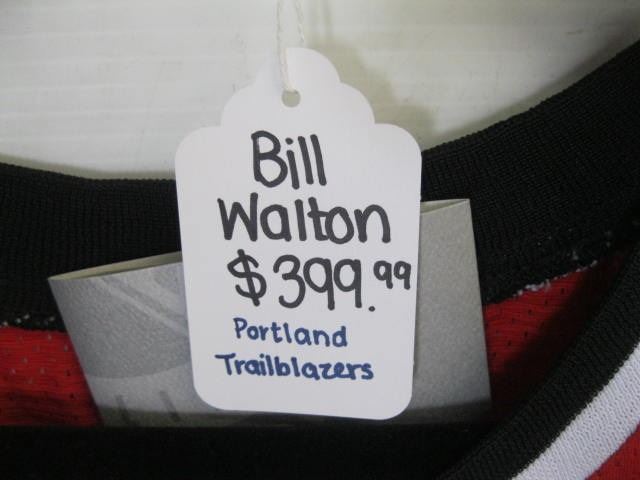 Bill
Walton
$399.99
Portland
Trailblazers